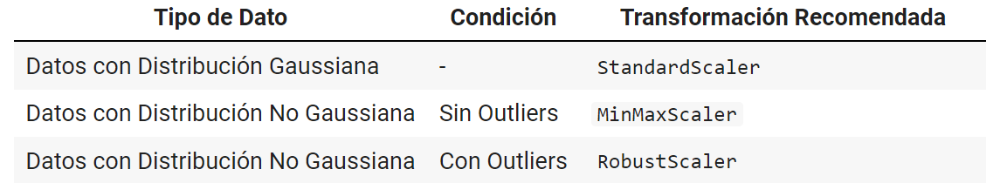 Tipo de Dato Condición Transformación Recomendada
Datos con Distribución Gaussiana - StandardScaler
Datos con Distribución No Gaussiana Sin Outliers MinMaxScaler
Datos con Distribución No Gaussiana Con Outliers RobustScaler